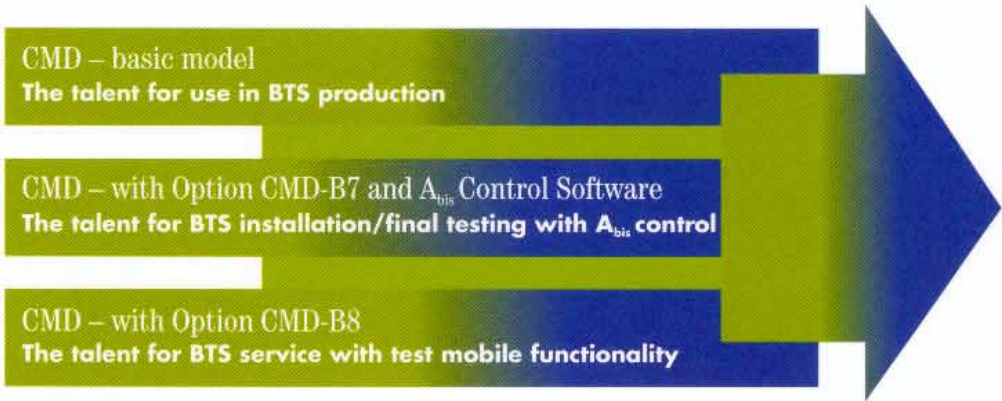 CMD – basic model
The talent for use in BTS production
CMD – with Option CMD-B7 and Abis Control Software
The talent for BTS installation/final testing with Abis control
CMD – with Option CMD-B8
The talent for BTS service with test mobile functionality